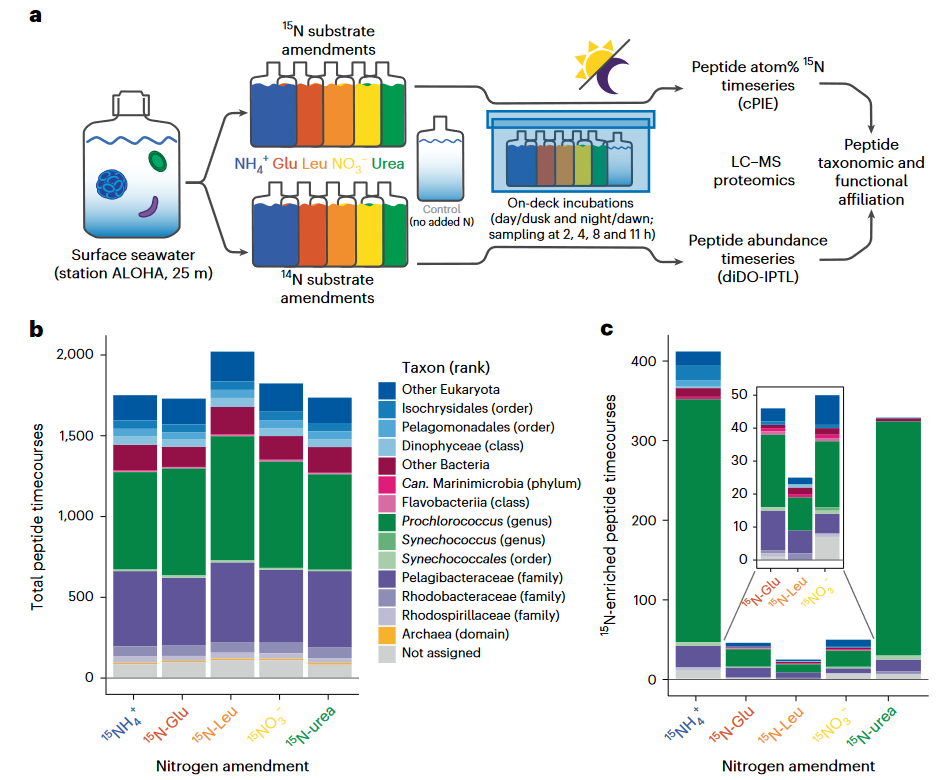 a
¹⁵N substrate
amendments
NH₄⁺ Glu Leu NO₃⁻ Urea
¹⁴N substrate
amendments
Surface seawater
(station ALOHA, 25 m)
Control
(no added N)
On-deck incubations
(day/dusk and night/dawn;
sampling at 2, 4, 8 and 11 h)
Peptide atom% ¹⁵N
timeseries
(cPIE)
LC–MS
proteomics
Peptide abundance
timeseries
(diDO-IPTL)
Peptide
taxonomic and
functional
affiliation
b
Total peptide timecourses
2,000
1,500
1,000
500
0
¹⁵NH₄⁺
¹⁵N-Glu
¹⁵N-Leu
¹⁵NO₃⁻
¹⁵N-urea
Nitrogen amendment
Taxon (rank)
Other Eukaryota
Isochrysidales (order)
Pelagomonadales (order)
Dinophyceae (class)
Other Bacteria
Can. Marinimicrobia (phylum)
Flavobacteriia (class)
Prochlorococcus (genus)
Synechococcus (genus)
Synechococcales (order)
Pelagibacteraceae (family)
Rhodobacteraceae (family)
Rhodospirillaceae (family)
Archaea (domain)
Not assigned
c
¹⁵N-enriched peptide timecourses
400
300
200
100
0
50
40
30
20
10
0
¹⁵N-Glu
¹⁵N-Leu
¹⁵NO₃⁻
¹⁵NH₄⁺
¹⁵N-Glu
¹⁵N-Leu
¹⁵NO₃⁻
¹⁵N-urea
Nitrogen amendment